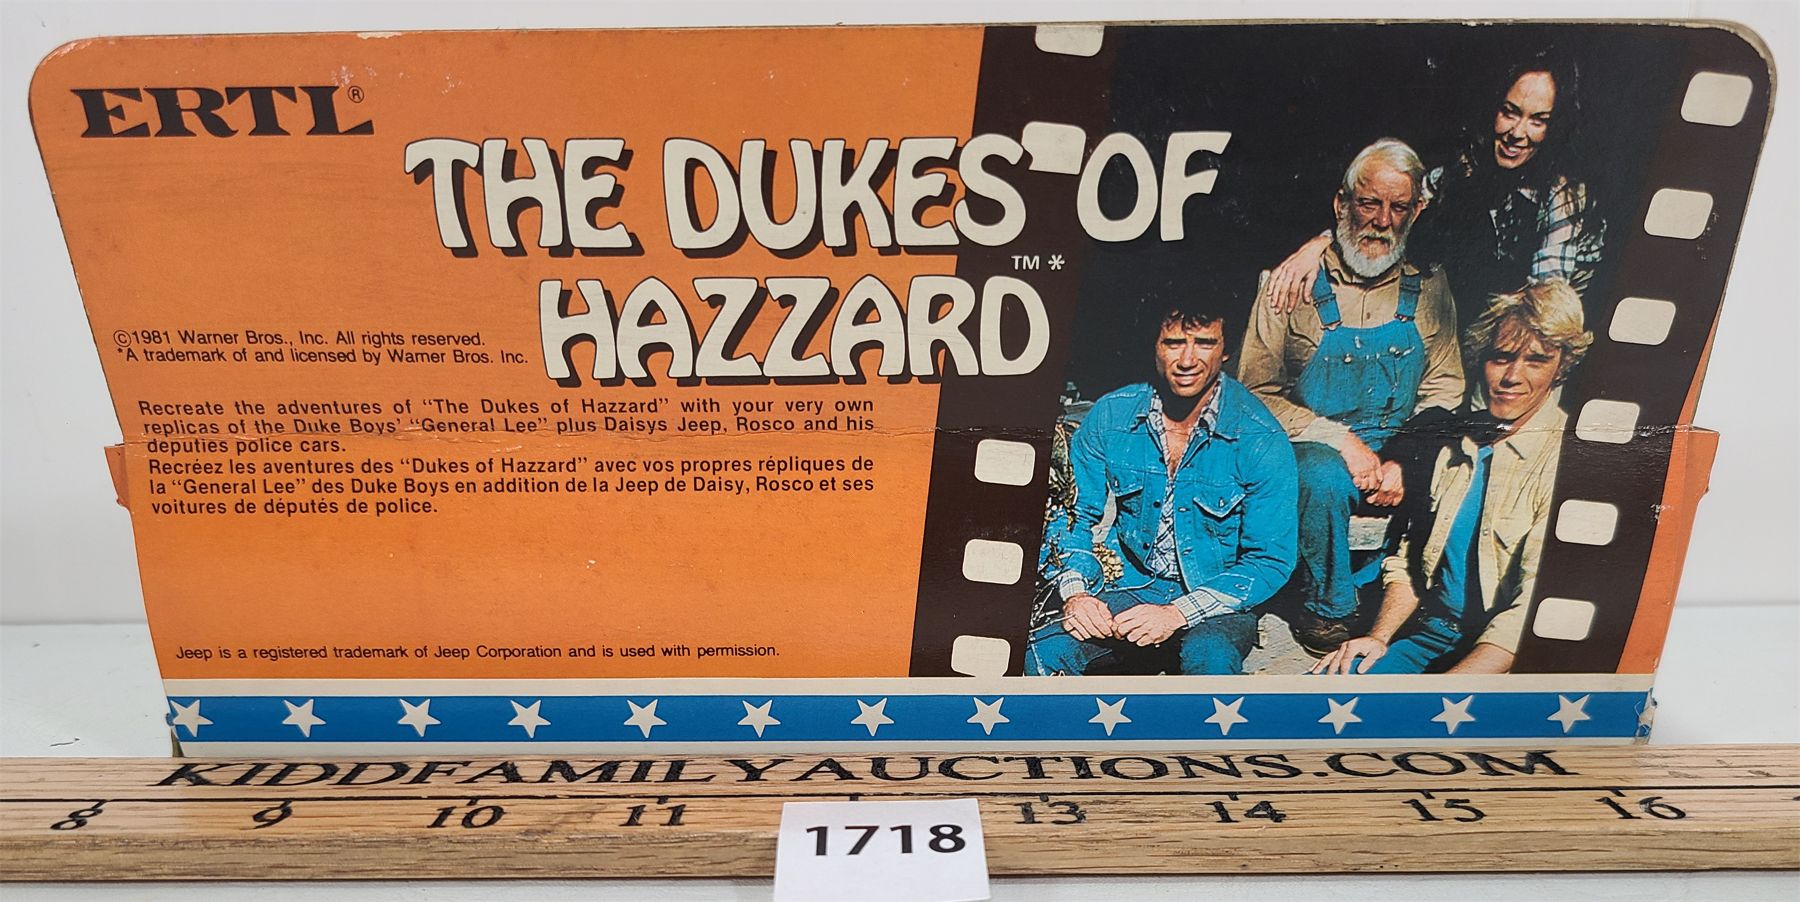 ERTL®
THE DUKES OF
HAZZARD
TM *
©1981 Warner Bros., Inc. All rights reserved.
*A trademark of and licensed by Warner Bros. Inc.
Recreate the adventures of “The Dukes of Hazzard” with your very own
replicas of the Duke Boys’ “General Lee” plus Daisys Jeep, Rosco and his
deputies police cars.
Recréez les aventures des “Dukes of Hazzard” avec vos propres répliques de
la “General Lee” des Duke Boys en addition de la Jeep de Daisy, Rosco et ses
voitures de députés de police.
Jeep is a registered trademark of Jeep Corporation and is used with permission.
KIDDFAMILYAUCTIONS.COM
8 9 10 11 13 14 15 16
1718